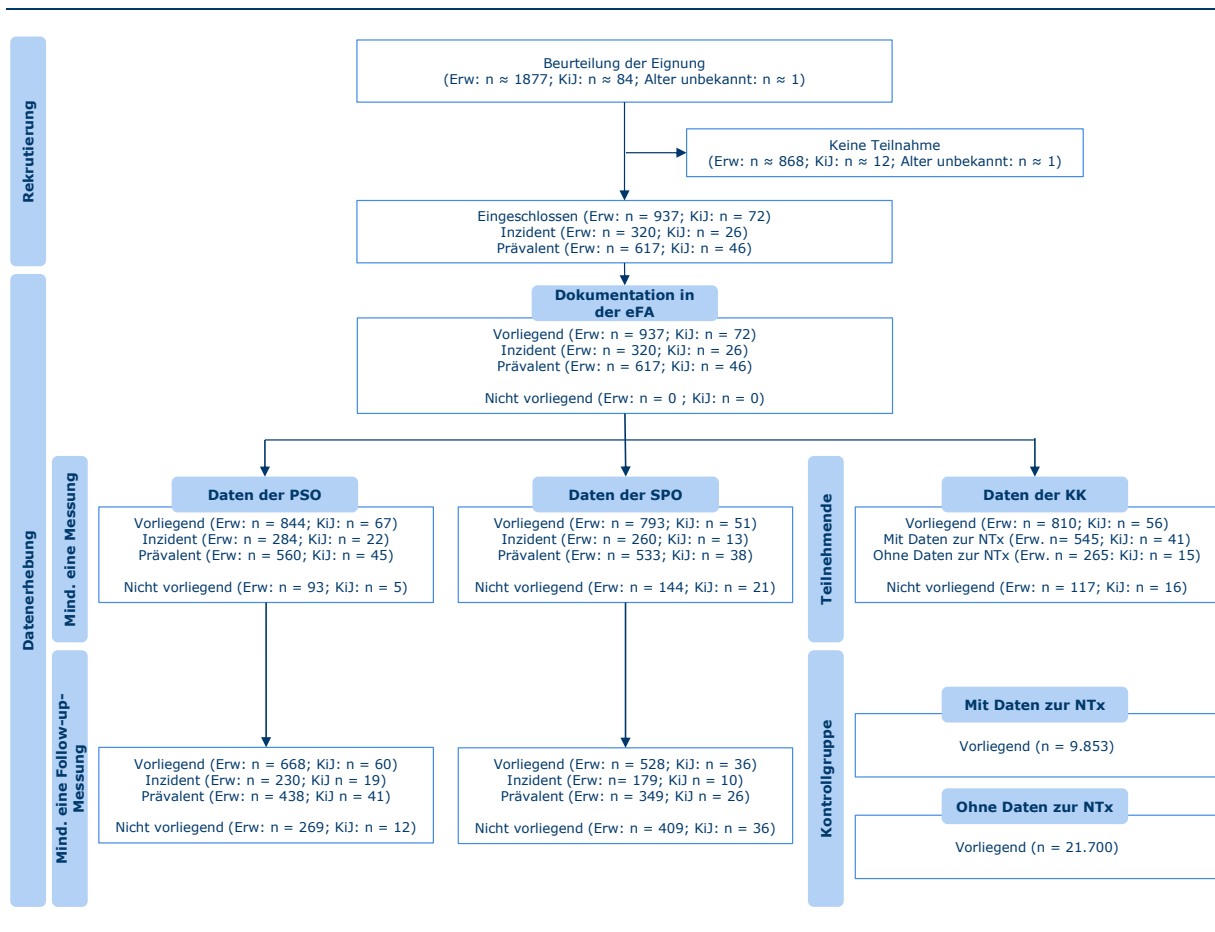 Rekrutierung
Beurteilung der Eignung
(Erw: n ≈ 1877; KiJ: n ≈ 84; Alter unbekannt: n ≈ 1)
Keine Teilnahme
(Erw: n ≈ 868; KiJ: n ≈ 12; Alter unbekannt: n ≈ 1)
Eingeschlossen (Erw: n = 937; KiJ: n = 72)
Inzident (Erw: n = 320; KiJ: n = 26)
Prävalent (Erw: n = 617; KiJ: n = 46)
Datenerhebung
Dokumentation in
der eFA
Vorliegend (Erw: n = 937; KiJ: n = 72)
Inzident (Erw: n = 320; KiJ: n = 26)
Prävalent (Erw: n = 617; KiJ: n = 46)
Nicht vorliegend (Erw: n = 0 ; KiJ: n = 0)
Mind. eine Messung
Daten der PSO
Vorliegend (Erw: n = 844; KiJ: n = 67)
Inzident (Erw: n = 284; KiJ: n = 22)
Prävalent (Erw: n = 560; KiJ: n = 45)
Nicht vorliegend (Erw: n = 93; KiJ: n = 5)
Daten der SPO
Vorliegend (Erw: n = 793; KiJ: n = 51)
Inzident (Erw: n = 260; KiJ: n = 13)
Prävalent (Erw: n = 533; KiJ: n = 38)
Nicht vorliegend (Erw: n = 144; KiJ: n = 21)
Teilnehmende
Daten der KK
Vorliegend (Erw: n = 810; KiJ: n = 56)
Mit Daten zur NTx (Erw. n= 545; KiJ: n = 41)
Ohne Daten zur NTx (Erw. n = 265: KiJ: n = 15)
Nicht vorliegend (Erw: n = 117; KiJ: n = 16)
Mind. eine Follow-up-
Messung
Vorliegend (Erw: n = 668; KiJ: n = 60)
Inzident (Erw: n = 230; KiJ n = 19)
Prävalent (Erw: n = 438; KiJ n = 41)
Nicht vorliegend (Erw: n = 269; KiJ: n = 12)
Vorliegend (Erw: n = 528; KiJ: n = 36)
Inzident (Erw: n= 179; KiJ n = 10)
Prävalent (Erw: n = 349; KiJ n = 26)
Nicht vorliegend (Erw: n = 409; KiJ: n = 36)
Kontrollgruppe
Mit Daten zur NTx
Vorliegend (n = 9.853)
Ohne Daten zur NTx
Vorliegend (n = 21.700)